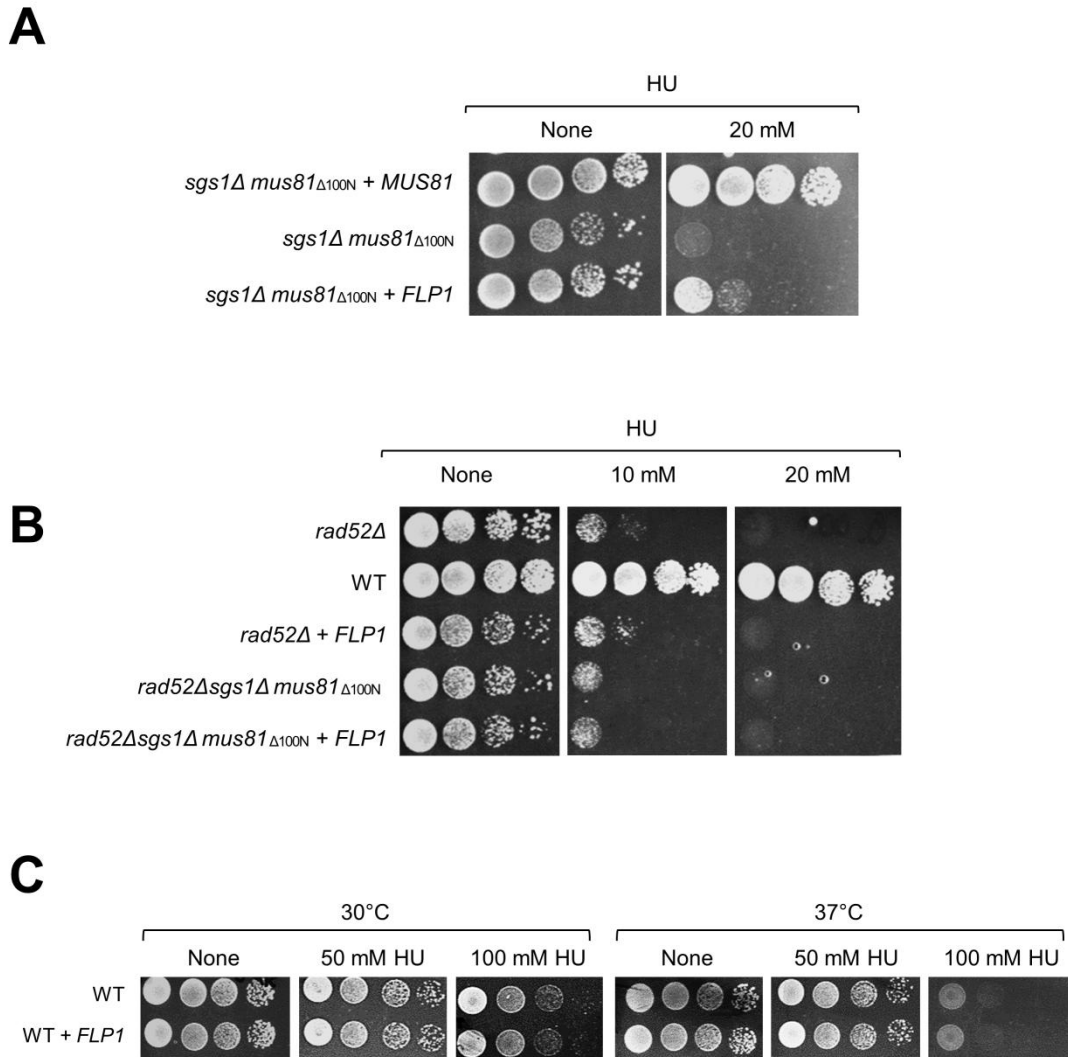 A
HU
None 20 mM
sgs1Δ mus81Δ100N + MUS81
sgs1Δ mus81Δ100N
sgs1Δ mus81Δ100N + FLP1
HU
None 10 mM 20 mM
B
rad52Δ
WT
rad52Δ + FLP1
rad52Δsgs1Δ mus81Δ100N
rad52Δsgs1Δ mus81Δ100N + FLP1
C
30°C 37°C
None 50 mM HU 100 mM HU None 50 mM HU 100 mM HU
WT
WT + FLP1